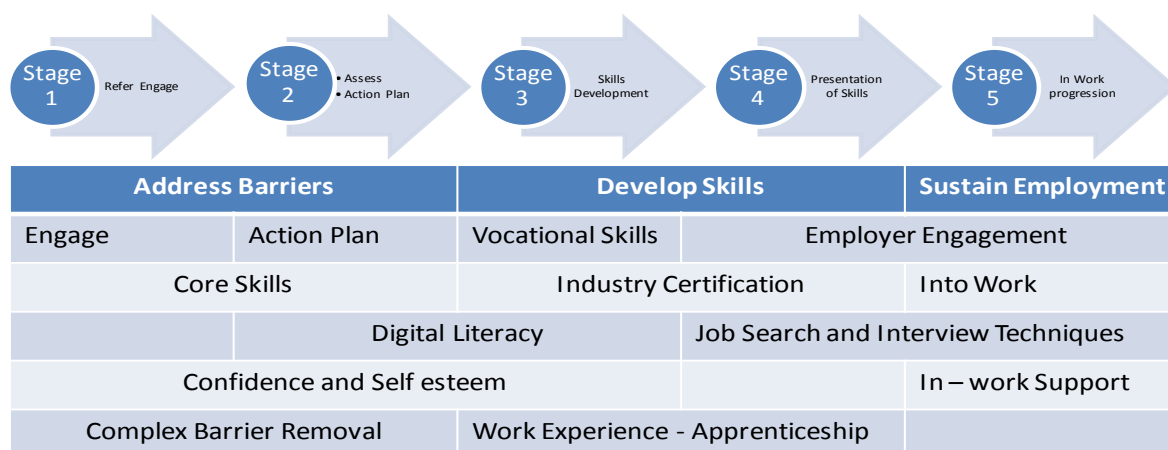 Stage
1
Refer Engage
Stage
2
• Assess
• Action Plan
Stage
3
Skills
Development
Stage
4
Presentation
of Skills
Stage
5
In Work
progression
Address Barriers Develop Skills Sustain Employment
Engage Action Plan Vocational Skills Employer Engagement
Core Skills Industry Certification Into Work
Digital Literacy Job Search and Interview Techniques
Confidence and Self esteem In – work Support
Complex Barrier Removal Work Experience - Apprenticeship